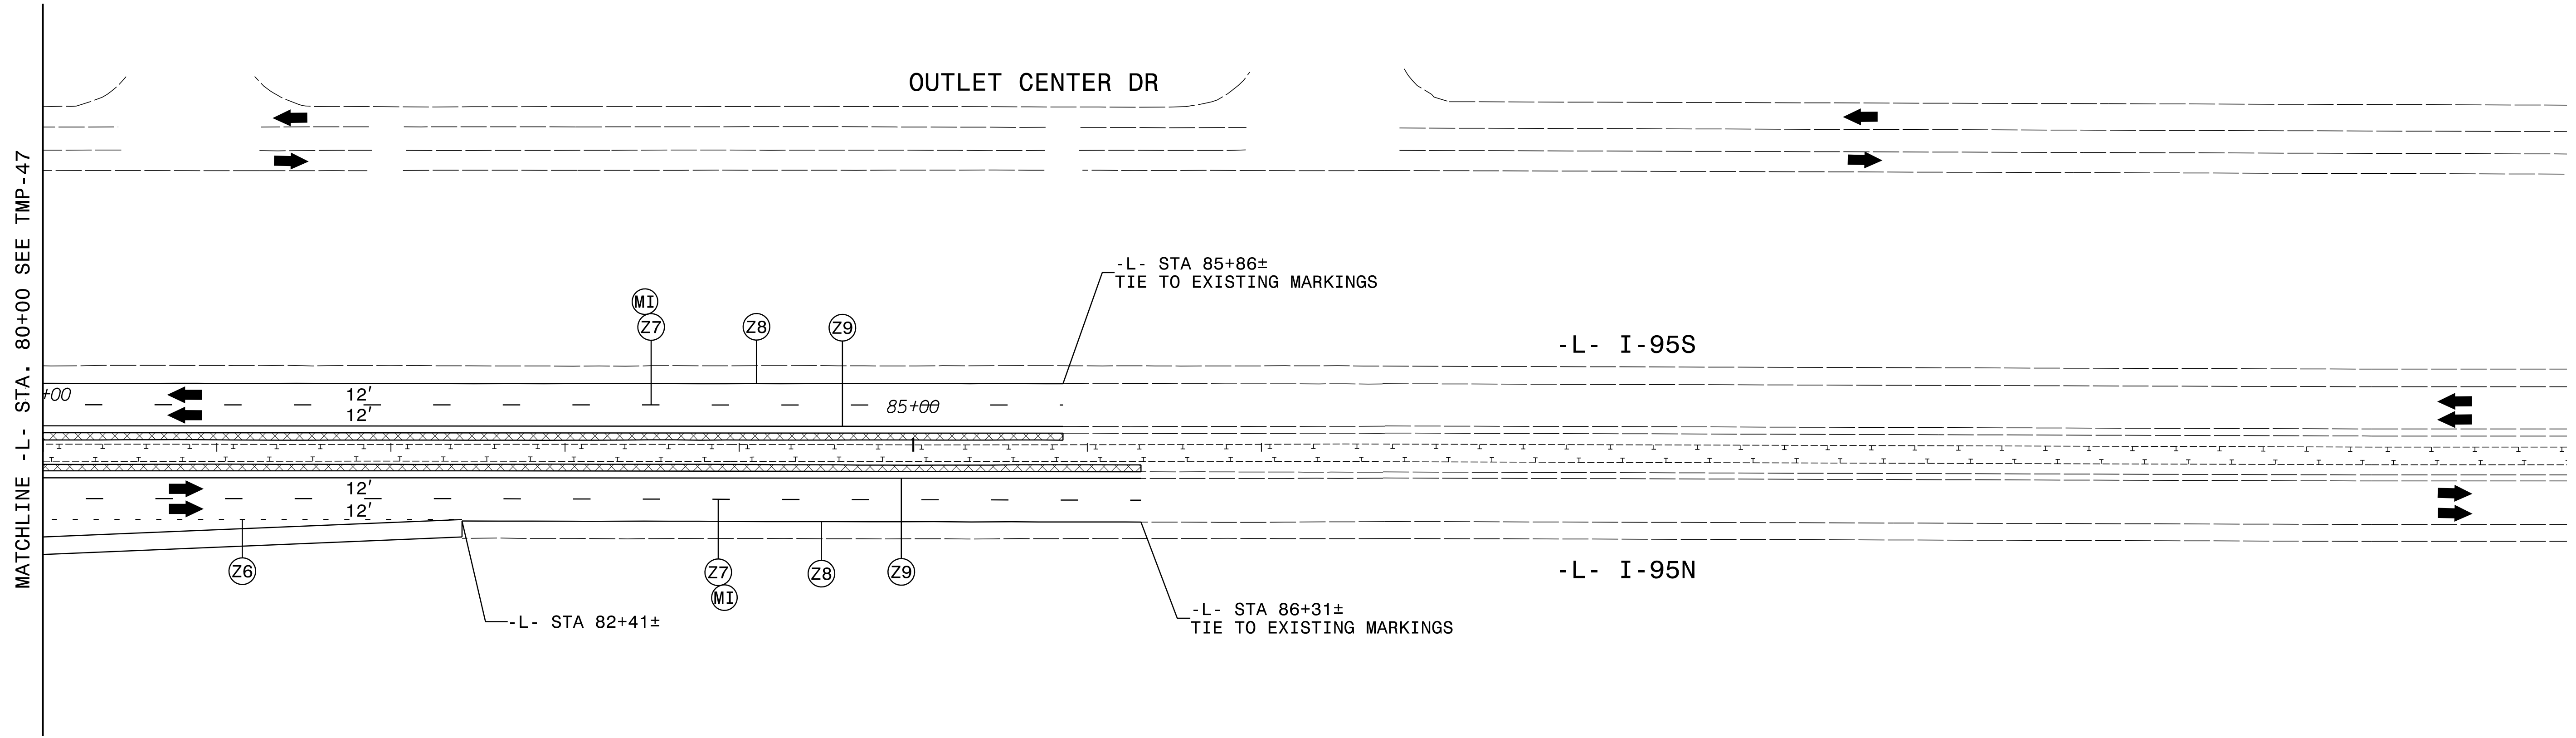 OUTLET CENTER DR
MATCHLINE -L- STA. 80+00 SEE TMP-47
-L- STA 85+86±
TIE TO EXISTING MARKINGS
MI
Z7
Z8
Z9
-L- I-95S
+00
12'
12'
85+00
12'
12'
Z6
Z7
MI
Z8
Z9
-L- I-95N
-L- STA 82+41±
-L- STA 86+31±
TIE TO EXISTING MARKINGS